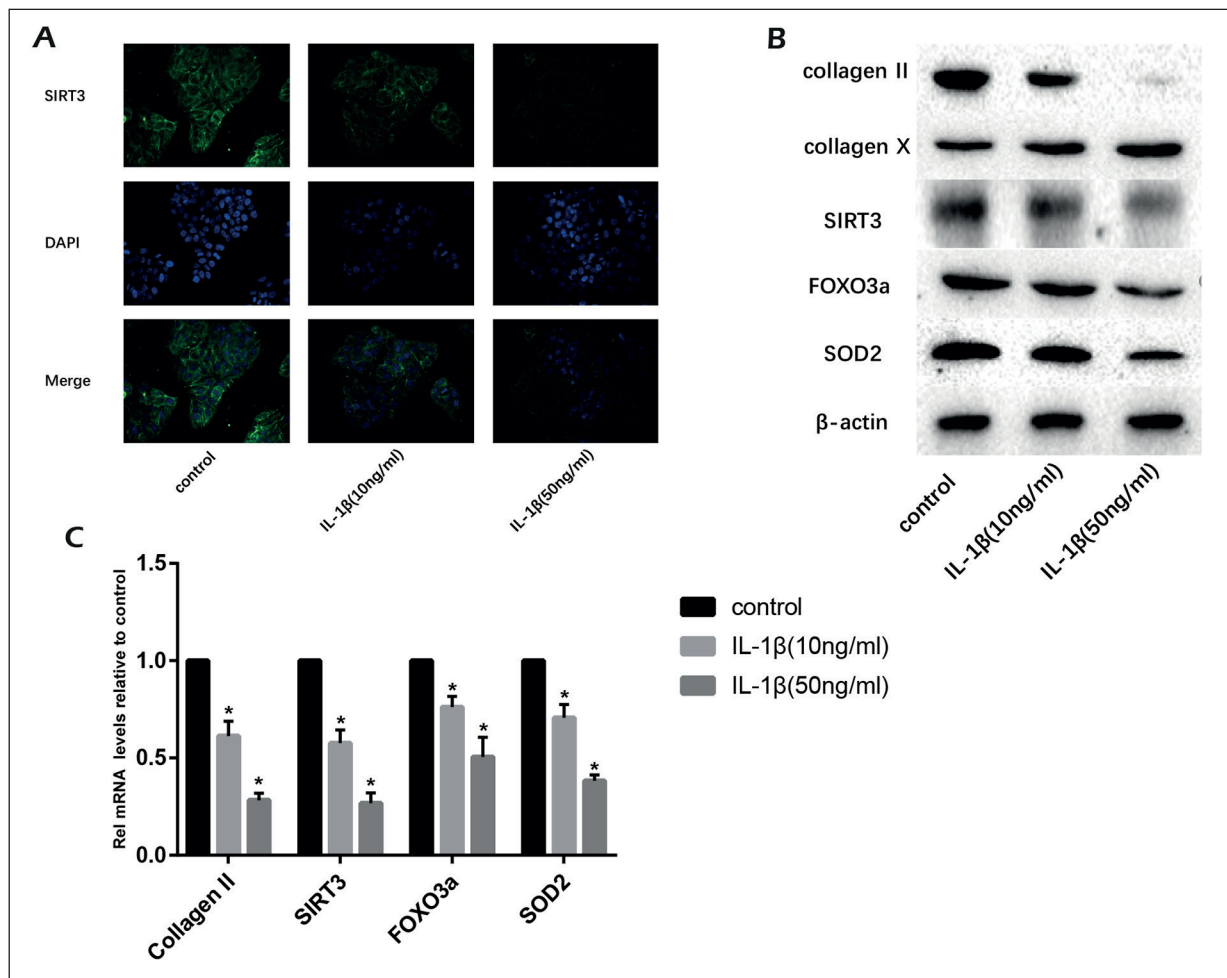 A
SIRT3
DAPI
Merge
control
IL-1β(10ng/ml)
IL-1β(50ng/ml)
B
collagen II
collagen X
SIRT3
FOXO3a
SOD2
β-actin
control
IL-1β(10ng/ml)
IL-1β(50ng/ml)
C
Rel mRNA levels relative to control
1.5
1.0
0.5
0.0
*
*
*
*
*
*
*
*
Collagen II
SIRT3
FOXO3a
SOD2
control
IL-1β(10ng/ml)
IL-1β(50ng/ml)